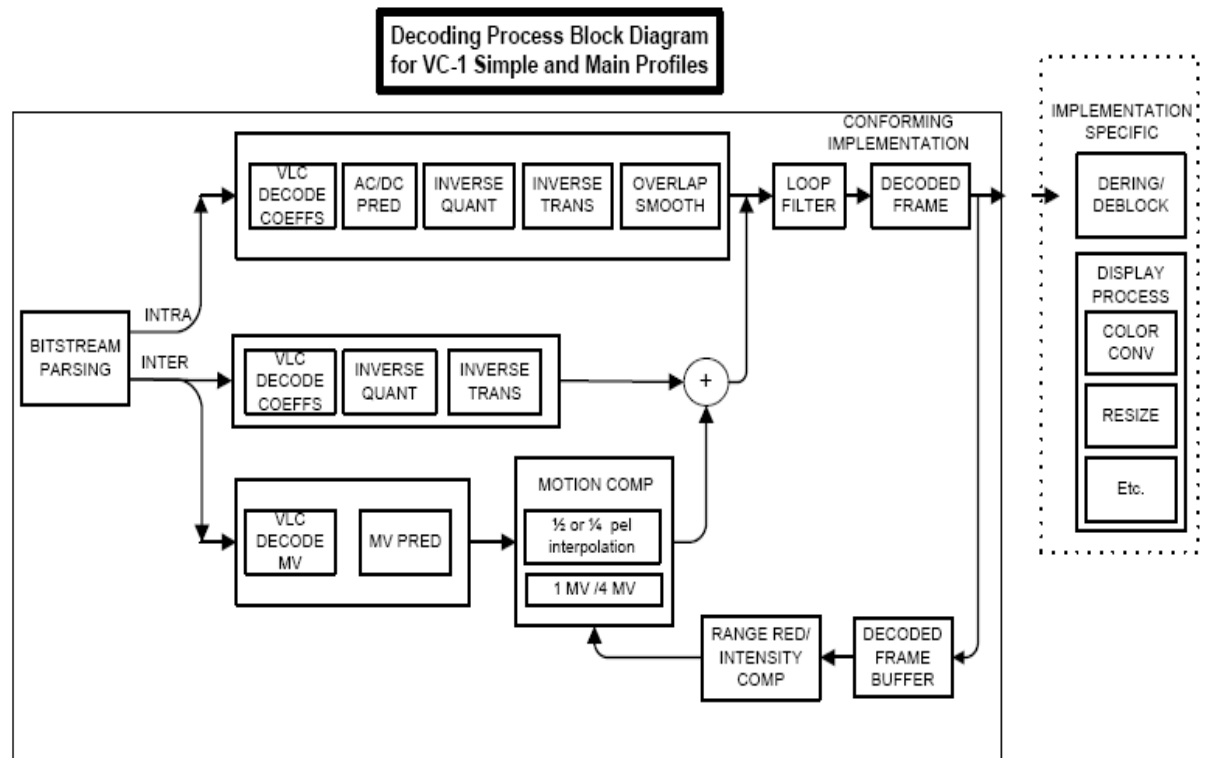 Decoding Process Block Diagram
for VC-1 Simple and Main Profiles
CONFORMING
IMPLEMENTATION
IMPLEMENTATION
SPECIFIC
VLC
DECODE
COEFFS
AC/DC
PRED
INVERSE
QUANT
INVERSE
TRANS
OVERLAP
SMOOTH
LOOP
FILTER
DECODED
FRAME
DERING/
DEBLOCK
DISPLAY
PROCESS
COLOR
CONV
RESIZE
Etc.
BITSTREAM
PARSING
INTRA
INTER
VLC
DECODE
COEFFS
INVERSE
QUANT
INVERSE
TRANS
+
VLC
DECODE
MV
MV PRED
MOTION COMP
½ or ¼ pel
interpolation
1 MV /4 MV
RANGE RED/
INTENSITY
COMP
DECODED
FRAME
BUFFER